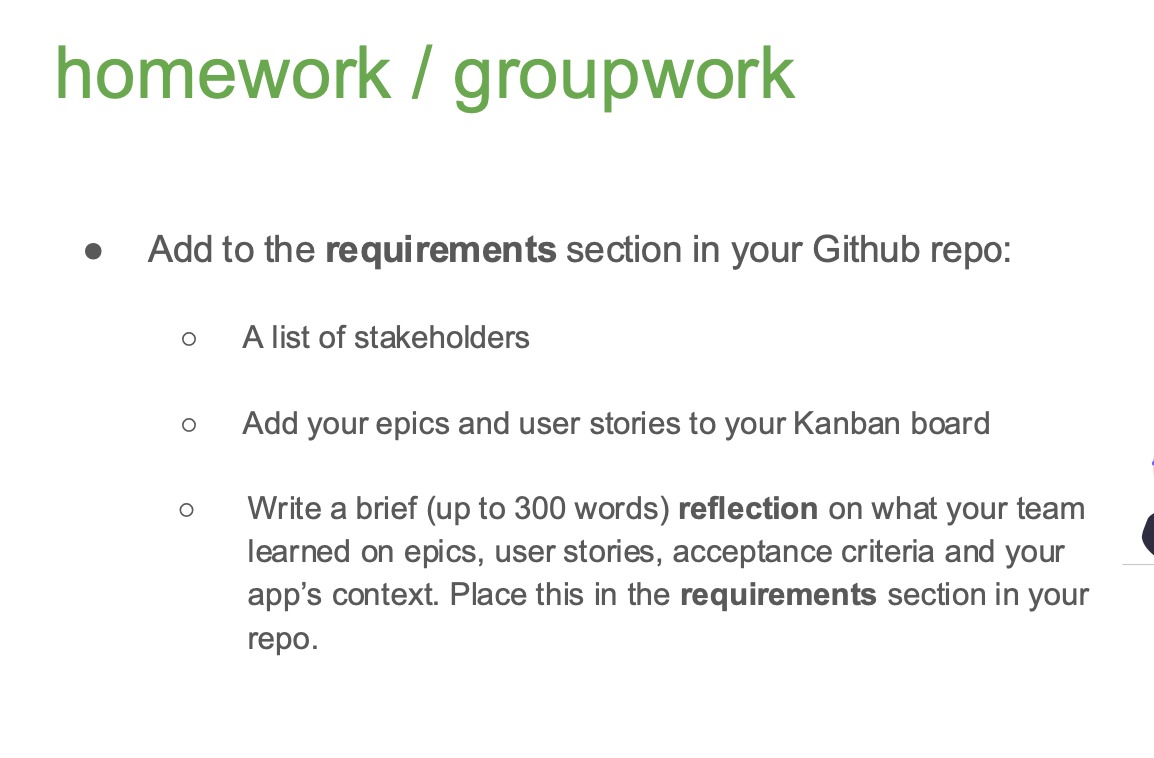 homework / groupwork
● Add to the requirements section in your Github repo:
○ A list of stakeholders
○ Add your epics and user stories to your Kanban board
○ Write a brief (up to 300 words) reflection on what your team
learned on epics, user stories, acceptance criteria and your
app’s context. Place this in the requirements section in your
repo.